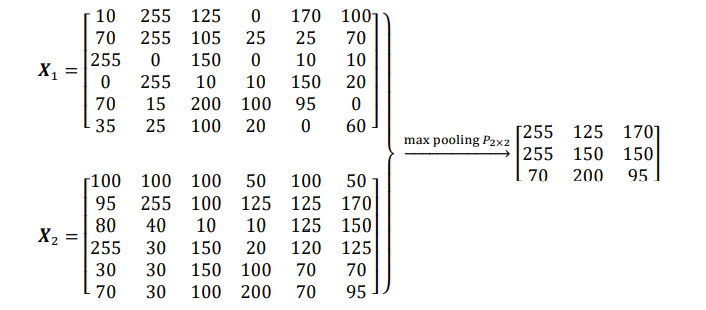 10 255 125 0 170 100
70 255 105 25 25 70
X₁ = 255 0 150 0 10 10
0 255 10 10 150 20
70 15 200 100 95 0
35 25 100 20 0 60
max pooling P₂ₓ₂
255 125 170
255 150 150
70 200 95
100 100 100 50 100 50
95 255 100 125 125 170
X₂ = 80 40 10 10 125 150
255 30 150 20 120 125
30 30 150 100 70 70
70 30 100 200 70 95